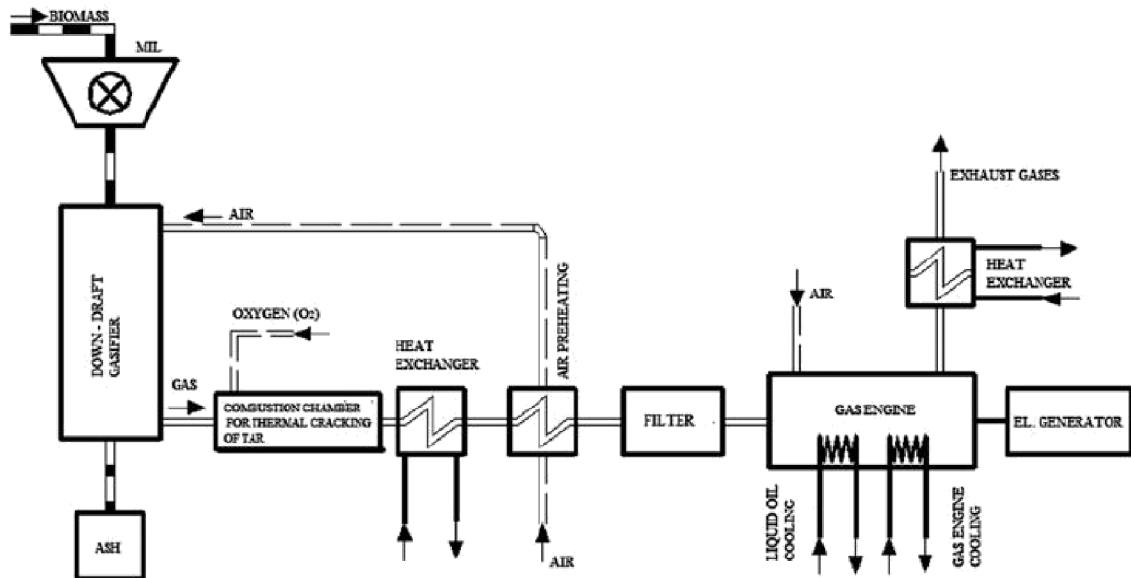 BIOMASS
MIL
EXHAUST GASES
AIR
HEAT
EXCHANGER
AIR
DOWN - DRAFT
GASIFIER
OXYGEN (O2)
HEAT
EXCHANGER
AIR PREHEATING
GAS
COMBUSTION CHAMBER
FOR THERMAL CRACKING
OF TAR
FILTER
GAS ENGINE
EL. GENERATOR
LIQUID OIL
COOLING
GAS ENGINE
COOLING
ASH
AIR